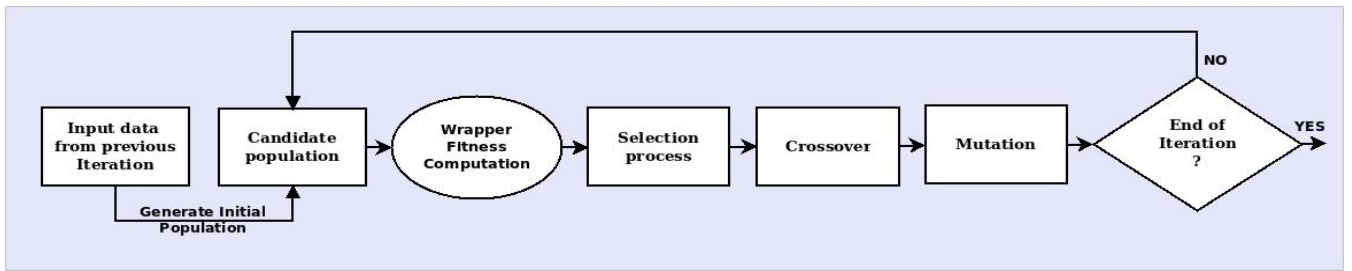 Input data
from previous
Iteration
Generate Initial
Population
Candidate
population
Wrapper
Fitness
Computation
Selection
process
Crossover
Mutation
End of
Iteration
?
NO
YES